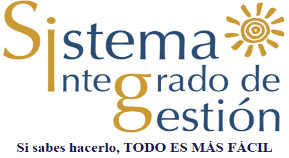 Sistema
integrado de
gestión
Si sabes hacerlo, TODO ES MÁS FÁCIL